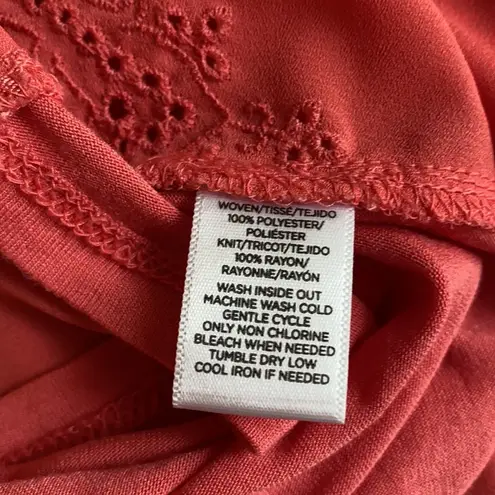 WOVEN/TISSÉ/TEJIDO
100% POLYESTER/
POLIÉSTER
KNIT/TRICOT/TEJIDO
100% RAYON/
RAYONNE/RAYÓN
WASH INSIDE OUT
MACHINE WASH COLD
GENTLE CYCLE
ONLY NON CHLORINE
BLEACH WHEN NEEDED
TUMBLE DRY LOW
COOL IRON IF NEEDED